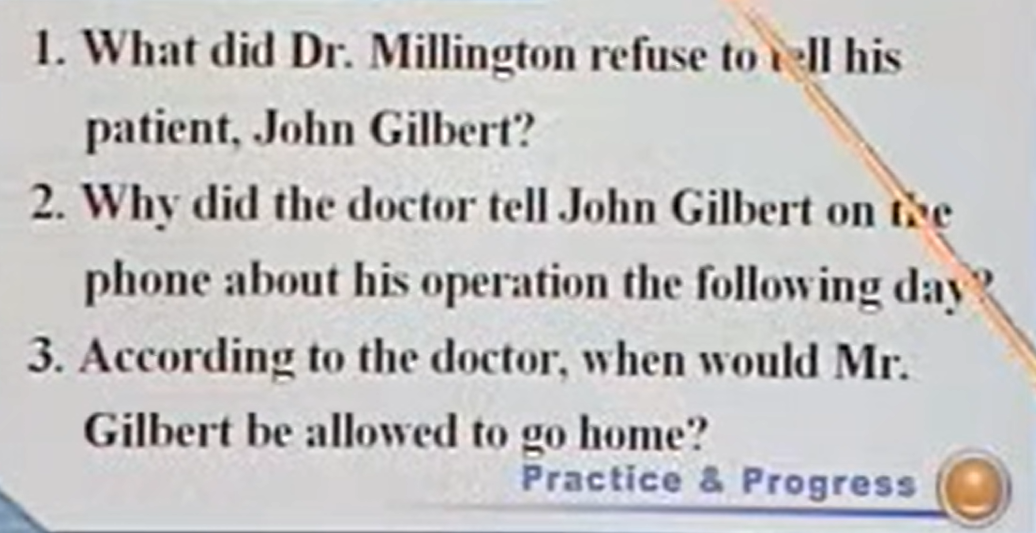 1. What did Dr. Millington refuse to tell his
patient, John Gilbert?
2. Why did the doctor tell John Gilbert on the
phone about his operation the following day?
3. According to the doctor, when would Mr.
Gilbert be allowed to go home?
Practice & Progress